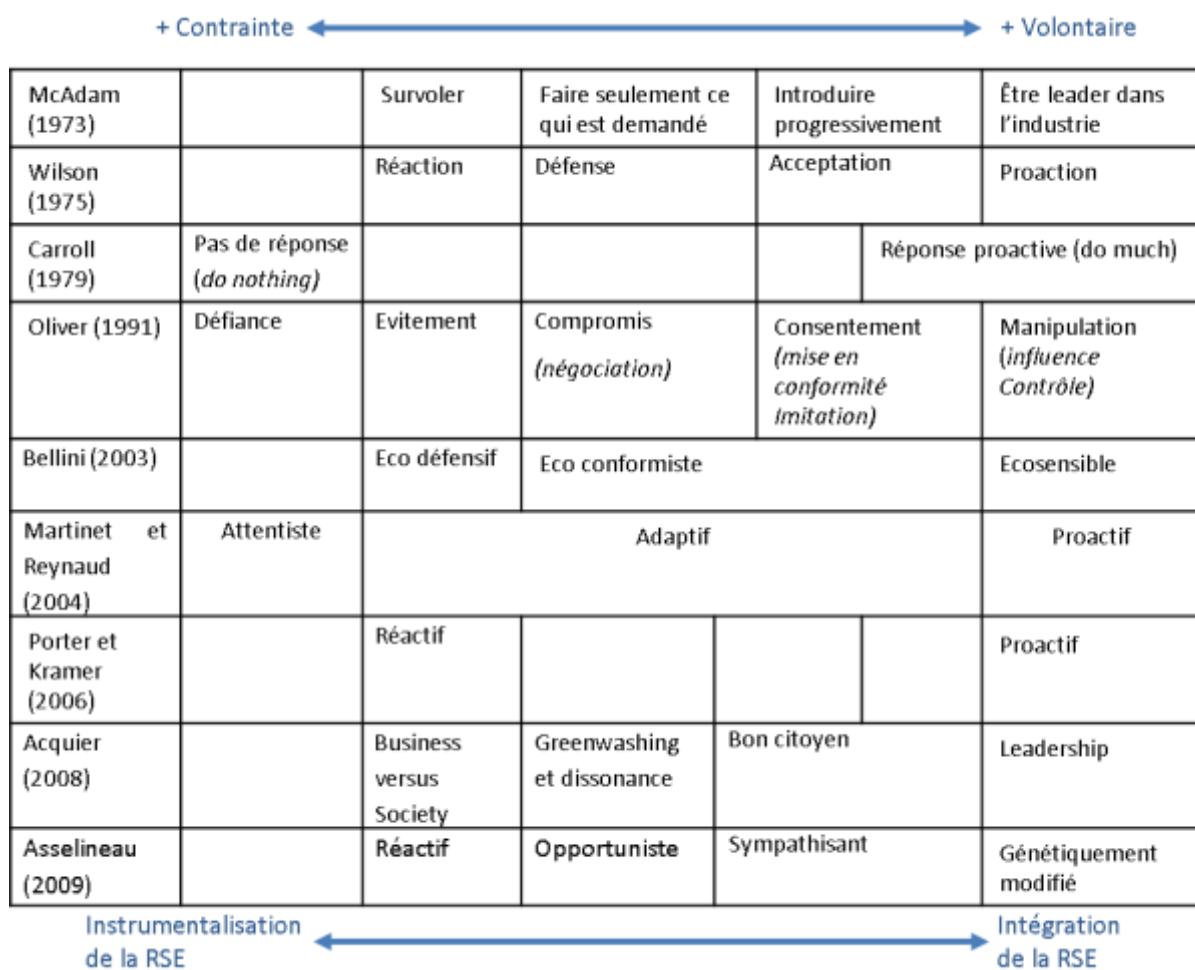 + Contrainte + Volontaire
McAdam
(1973)
Survoler
Faire seulement ce
qui est demandé
Introduire
progressivement
Être leader dans
l'industrie
Wilson
(1975)
Réaction
Défense
Acceptation
Proaction
Carroll
(1979)
Pas de réponse
(do nothing)
Réponse proactive (do much)
Oliver (1991)
Défiance
Evitement
Compromis
(négociation)
Consentement
(mise en
conformité
Imitation)
Manipulation
(influence
Contrôle)
Bellini (2003)
Eco défensif
Eco conformiste
Ecosensible
Martinet et
Reynaud
(2004)
Attentiste
Adaptif
Proactif
Porter et
Kramer
(2006)
Réactif
Proactif
Acquier
(2008)
Business
versus
Society
Greenwashing
et dissonance
Bon citoyen
Leadership
Asselineau
(2009)
Réactif
Opportuniste
Sympathisant
Génétiquement
modifié
Instrumentalisation
de la RSE
Intégration
de la RSE